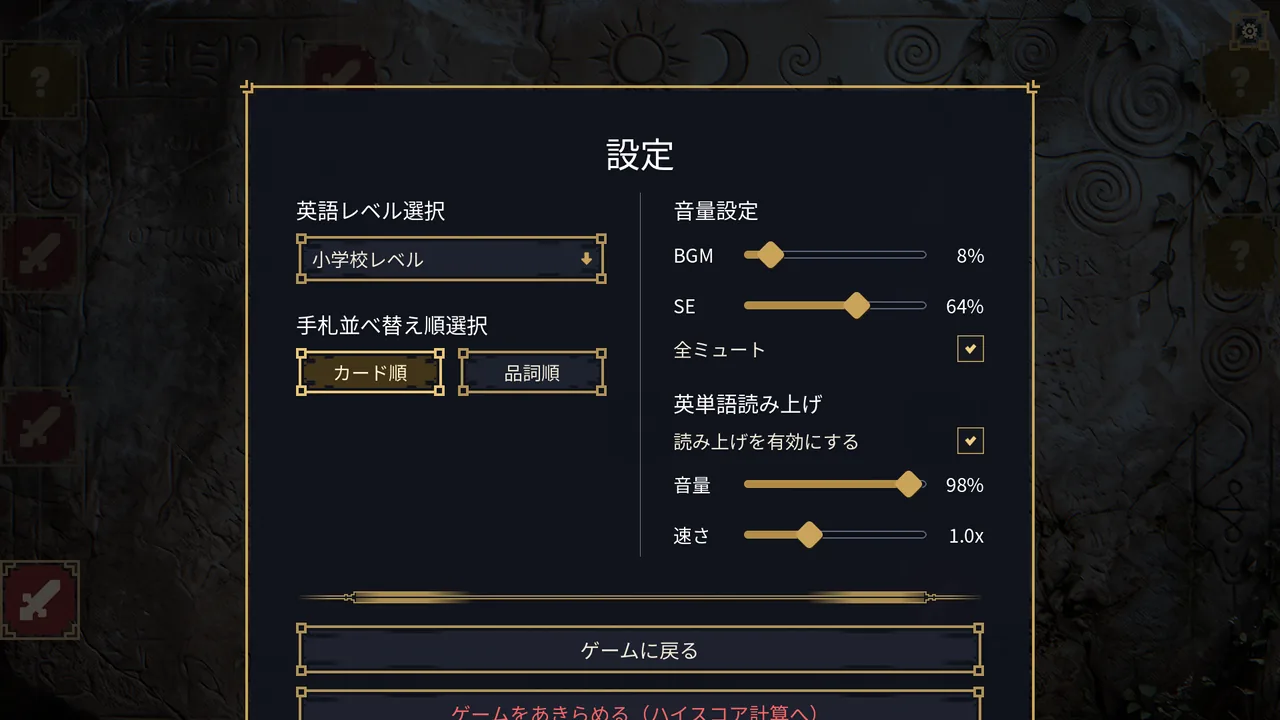 設定
英語レベル選択
小学校レベル
手札並べ替え順選択
カード順
品詞順
音量設定
BGM
8%
SE
64%
全ミュート
英単語読み上げ
読み上げを有効にする
音量
98%
速さ
1.0x
ゲームに戻る
ゲームをあきらめる（ハイスコア計算へ）
?
?
?